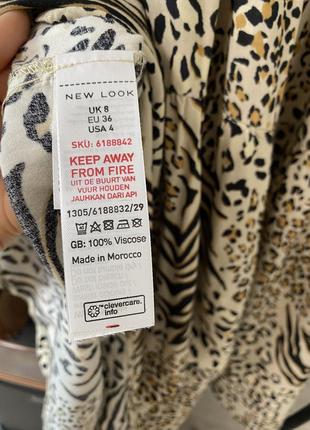 NEW LOOK
UK 8
EU 36
USA 4
SKU: 6188842
KEEP AWAY
FROM FIRE
UIT DE BUURT VAN
VUUR HOUDEN
JAUHKAN DARI API
1305/6188832/29
GB: 100% Viscose
Made in Morocco
clevercare.
info